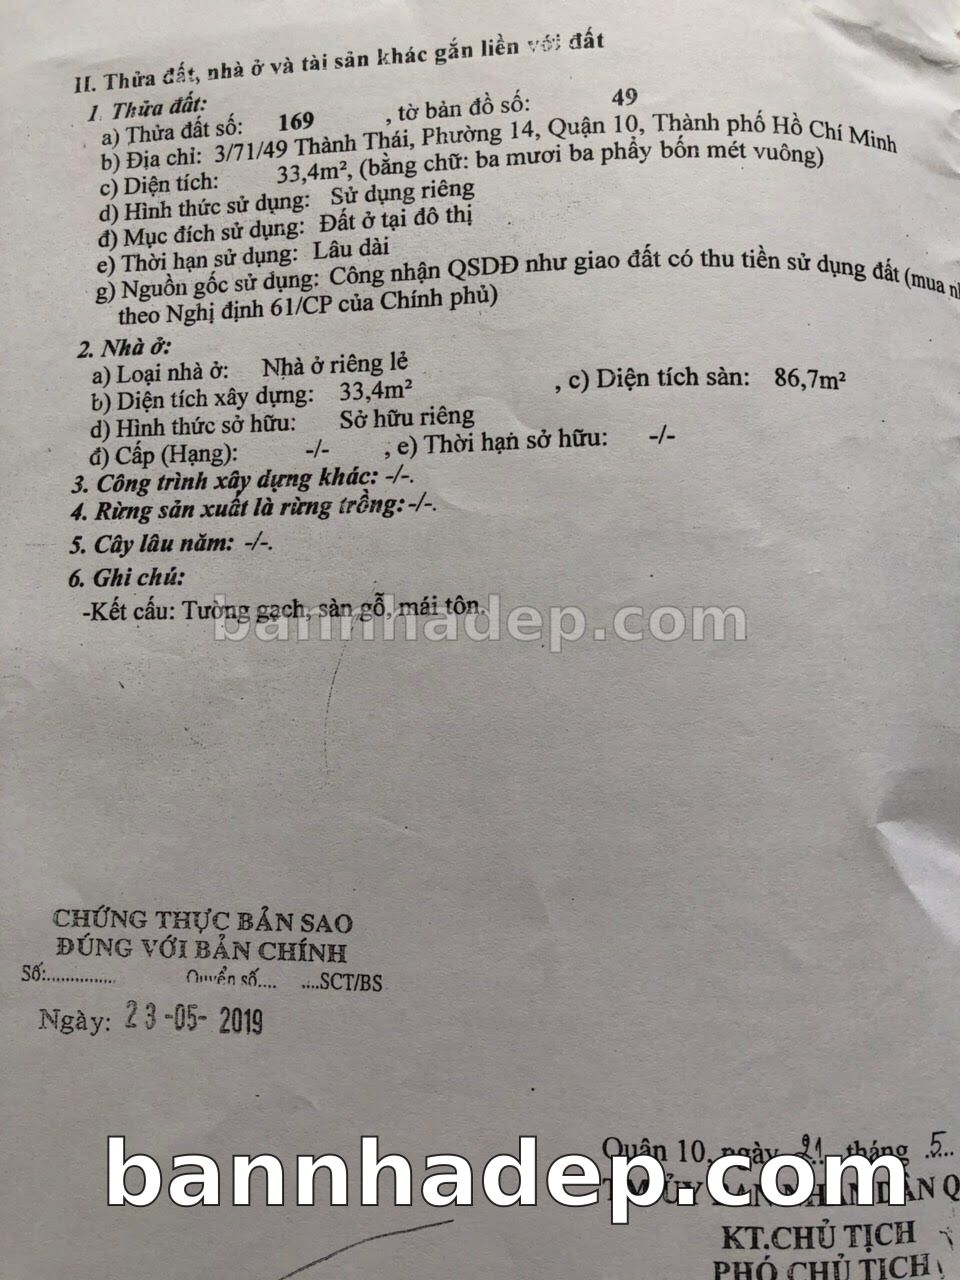 II. Thửa đất, nhà ở và tài sản khác gắn liền với đất
1. Thửa đất:
a) Thửa đất số: 169 , tờ bản đồ số: 49
b) Địa chỉ: 3/71/49 Thành Thái, Phường 14, Quận 10, Thành phố Hồ Chí Minh
c) Diện tích: 33,4m², (bằng chữ: ba mươi ba phẩy bốn mét vuông)
d) Hình thức sử dụng: Sử dụng riêng
đ) Mục đích sử dụng: Đất ở tại đô thị
e) Thời hạn sử dụng: Lâu dài
g) Nguồn gốc sử dụng: Công nhận QSDĐ như giao đất có thu tiền sử dụng đất (mua
theo Nghị định 61/CP của Chính phủ)
2. Nhà ở:
a) Loại nhà ở: Nhà ở riêng lẻ
b) Diện tích xây dựng: 33,4m² , c) Diện tích sàn: 86,7m²
d) Hình thức sở hữu: Sở hữu riêng
đ) Cấp (Hạng): -/- , e) Thời hạn sở hữu: -/-
3. Công trình xây dựng khác: -/-.
4. Rừng sản xuất là rừng trồng: -/-.
5. Cây lâu năm: -/-.
6. Ghi chú:
-Kết cấu: Tường gạch, sàn gỗ, mái tôn.
bannhadep.com
CHỨNG THỰC BẢN SAO
ĐÚNG VỚI BẢN CHÍNH
Số:............... Quyển số.... ....SCT/BS
Ngày: 23-05-2019
Quận 10, ngày 21 tháng 5
bannhadep.com
TM.ỦY BAN NHÂN DÂN Q
KT.CHỦ TỊCH
PHÓ CHỦ TỊCH